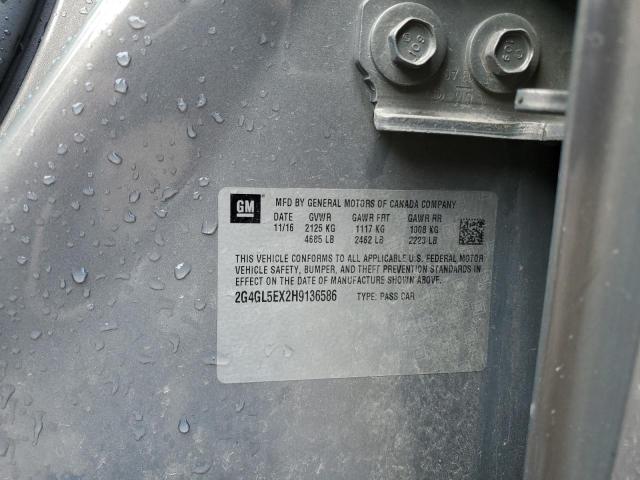 GM
MFD BY GENERAL MOTORS OF CANADA COMPANY
DATE GVWR GAWR FRT GAWR RR
11/16 2125 KG 1117 KG 1008 KG
4685 LB 2462 LB 2223 LB
THIS VEHICLE CONFORMS TO ALL APPLICABLE U.S. FEDERAL MOTOR
VEHICLE SAFETY, BUMPER, AND THEFT PREVENTION STANDARDS IN
EFFECT ON THE DATE OF MANUFACTURE SHOWN ABOVE.
2G4GL5EX2H9136586 TYPE: PASS CAR